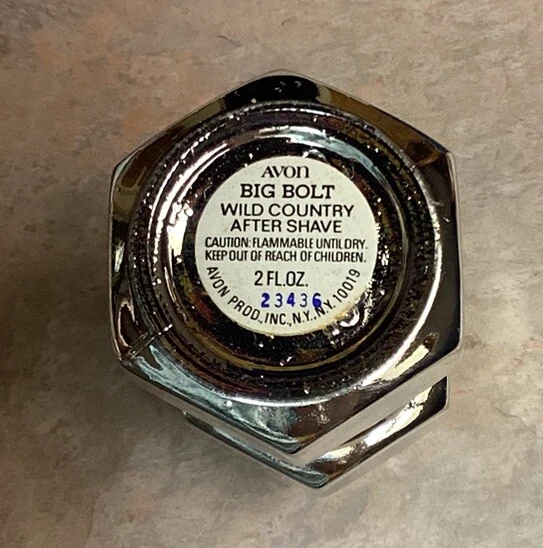 AVON
BIG BOLT
WILD COUNTRY
AFTER SHAVE
CAUTION: FLAMMABLE UNTIL DRY.
KEEP OUT OF REACH OF CHILDREN.
2 FL.OZ.
23436
AVON PROD., INC., N.Y., N.Y. 10019